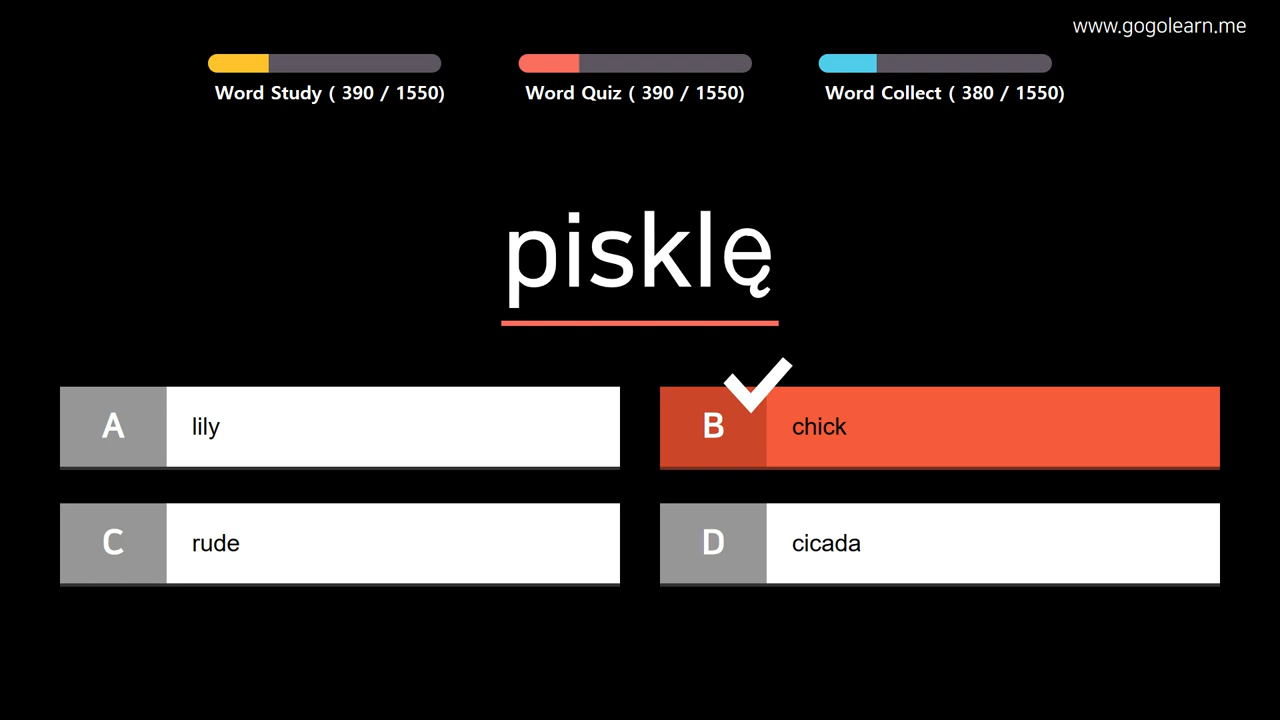 www.gogolearn.me
Word Study ( 390 / 1550)
Word Quiz ( 390 / 1550)
Word Collect ( 380 / 1550)
pisklę
A
lily
B
chick
C
rude
D
cicada